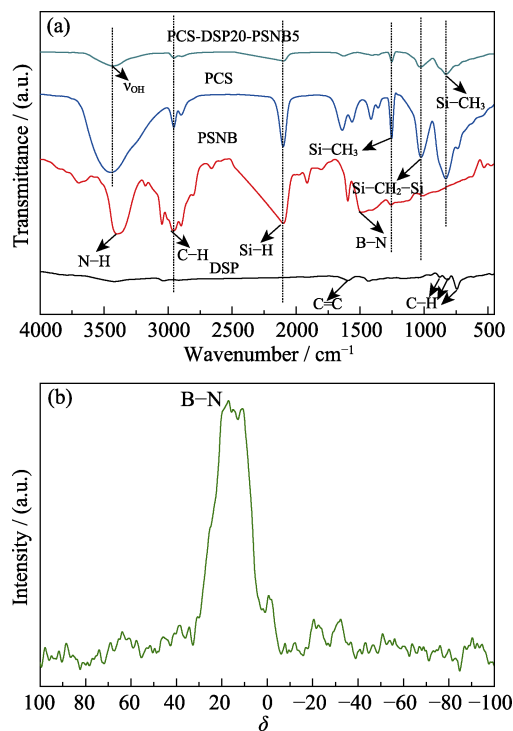 (a)
PCS-DSP20-PSNB5
νOH
PCS
Si−CH3
PSNB
Si−CH3
Si−CH2−Si
N−H
C−H
Si−H
B−N
DSP
C=C
C−H
Transmittance / (a.u.)
4000 3500 3000 2500 2000 1500 1000 500
Wavenumber / cm−1
(b)
B−N
Intensity / (a.u.)
100 80 60 40 20 0 −20 −40 −60 −80 −100
δ